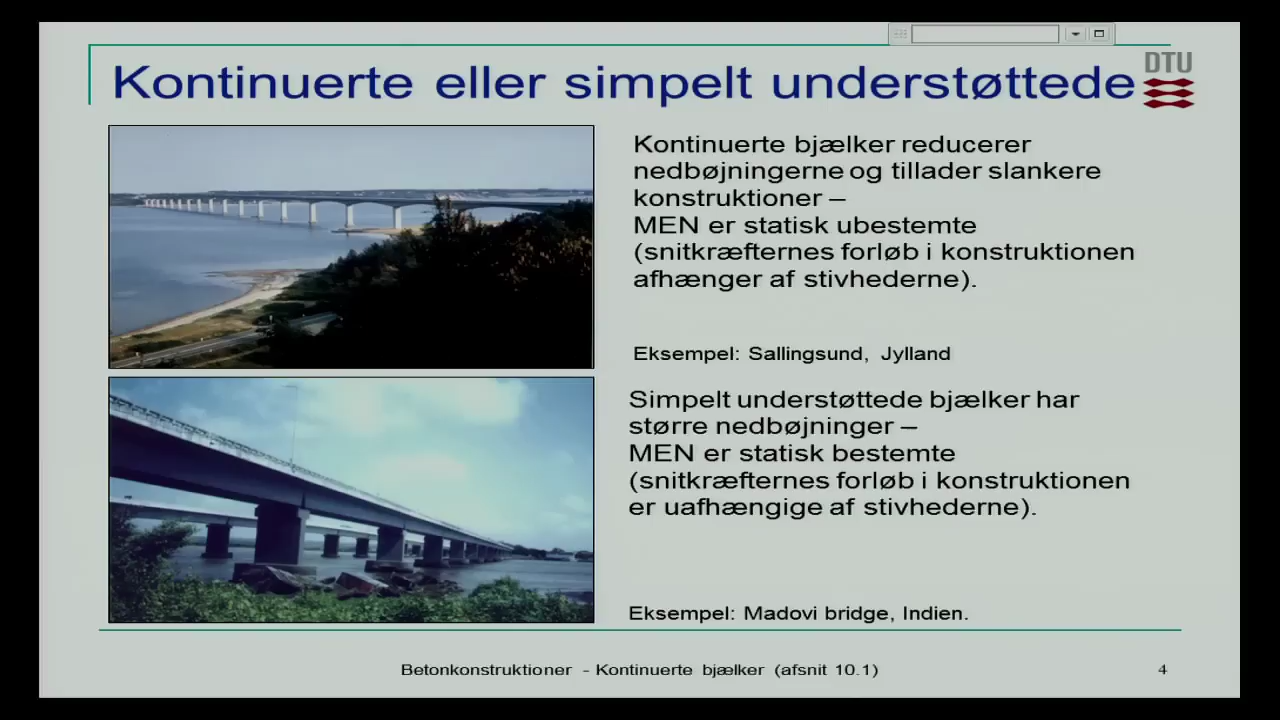 Kontinuerte eller simpelt understøttede
DTU
Kontinuerte bjælker reducerer
nedbøjningerne og tillader slankere
konstruktioner –
MEN er statisk ubestemte
(snitkræfternes forløb i konstruktionen
afhænger af stivhederne).
Eksempel: Sallingsund, Jylland
Simpelt understøttede bjælker har
større nedbøjninger –
MEN er statisk bestemte
(snitkræfternes forløb i konstruktionen
er uafhængige af stivhederne).
Eksempel: Madovi bridge, Indien.
Betonkonstruktioner - Kontinuerte bjælker (afsnit 10.1)
4